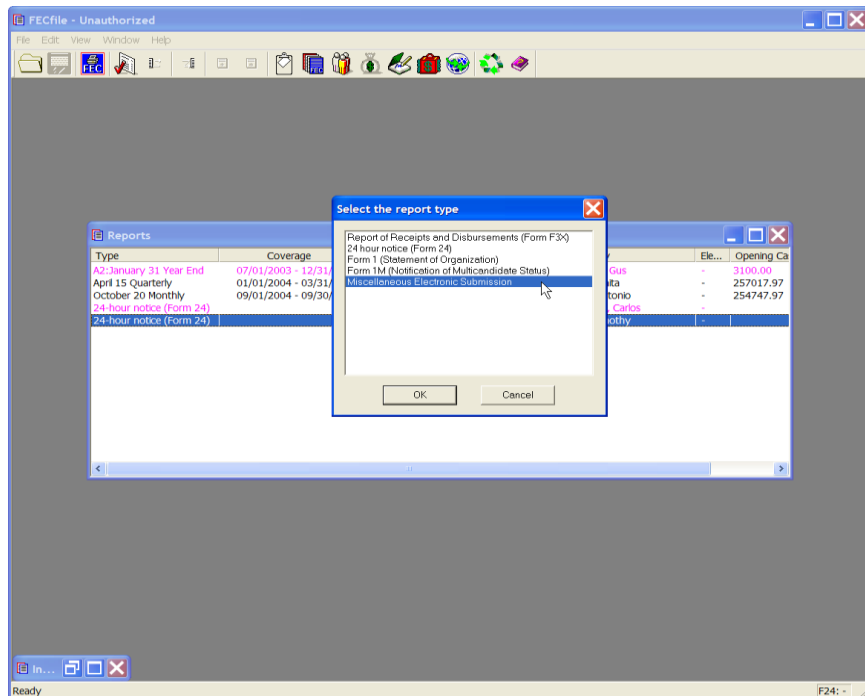 FECfile - Unauthorized
File Edit View Window Help
FEC
FEC
Select the report type
Report of Receipts and Disbursements (Form F3X)
24 hour notice (Form 24)
Form 1 (Statement of Organization)
Form 1M (Notification of Multicandidate Status)
Miscellaneous Electronic Submission
OK Cancel
Reports
Type Coverage Ele... Opening Ca
A2:January 31 Year End 07/01/2003 - 12/31/ Gus - 3100.00
April 15 Quarterly 01/01/2004 - 03/31/ ita - 257017.97
October 20 Monthly 09/01/2004 - 09/30/ tonio - 254747.97
24-hour notice (Form 24) Carlos -
24-hour notice (Form 24) othy -
In...
Ready F24: -